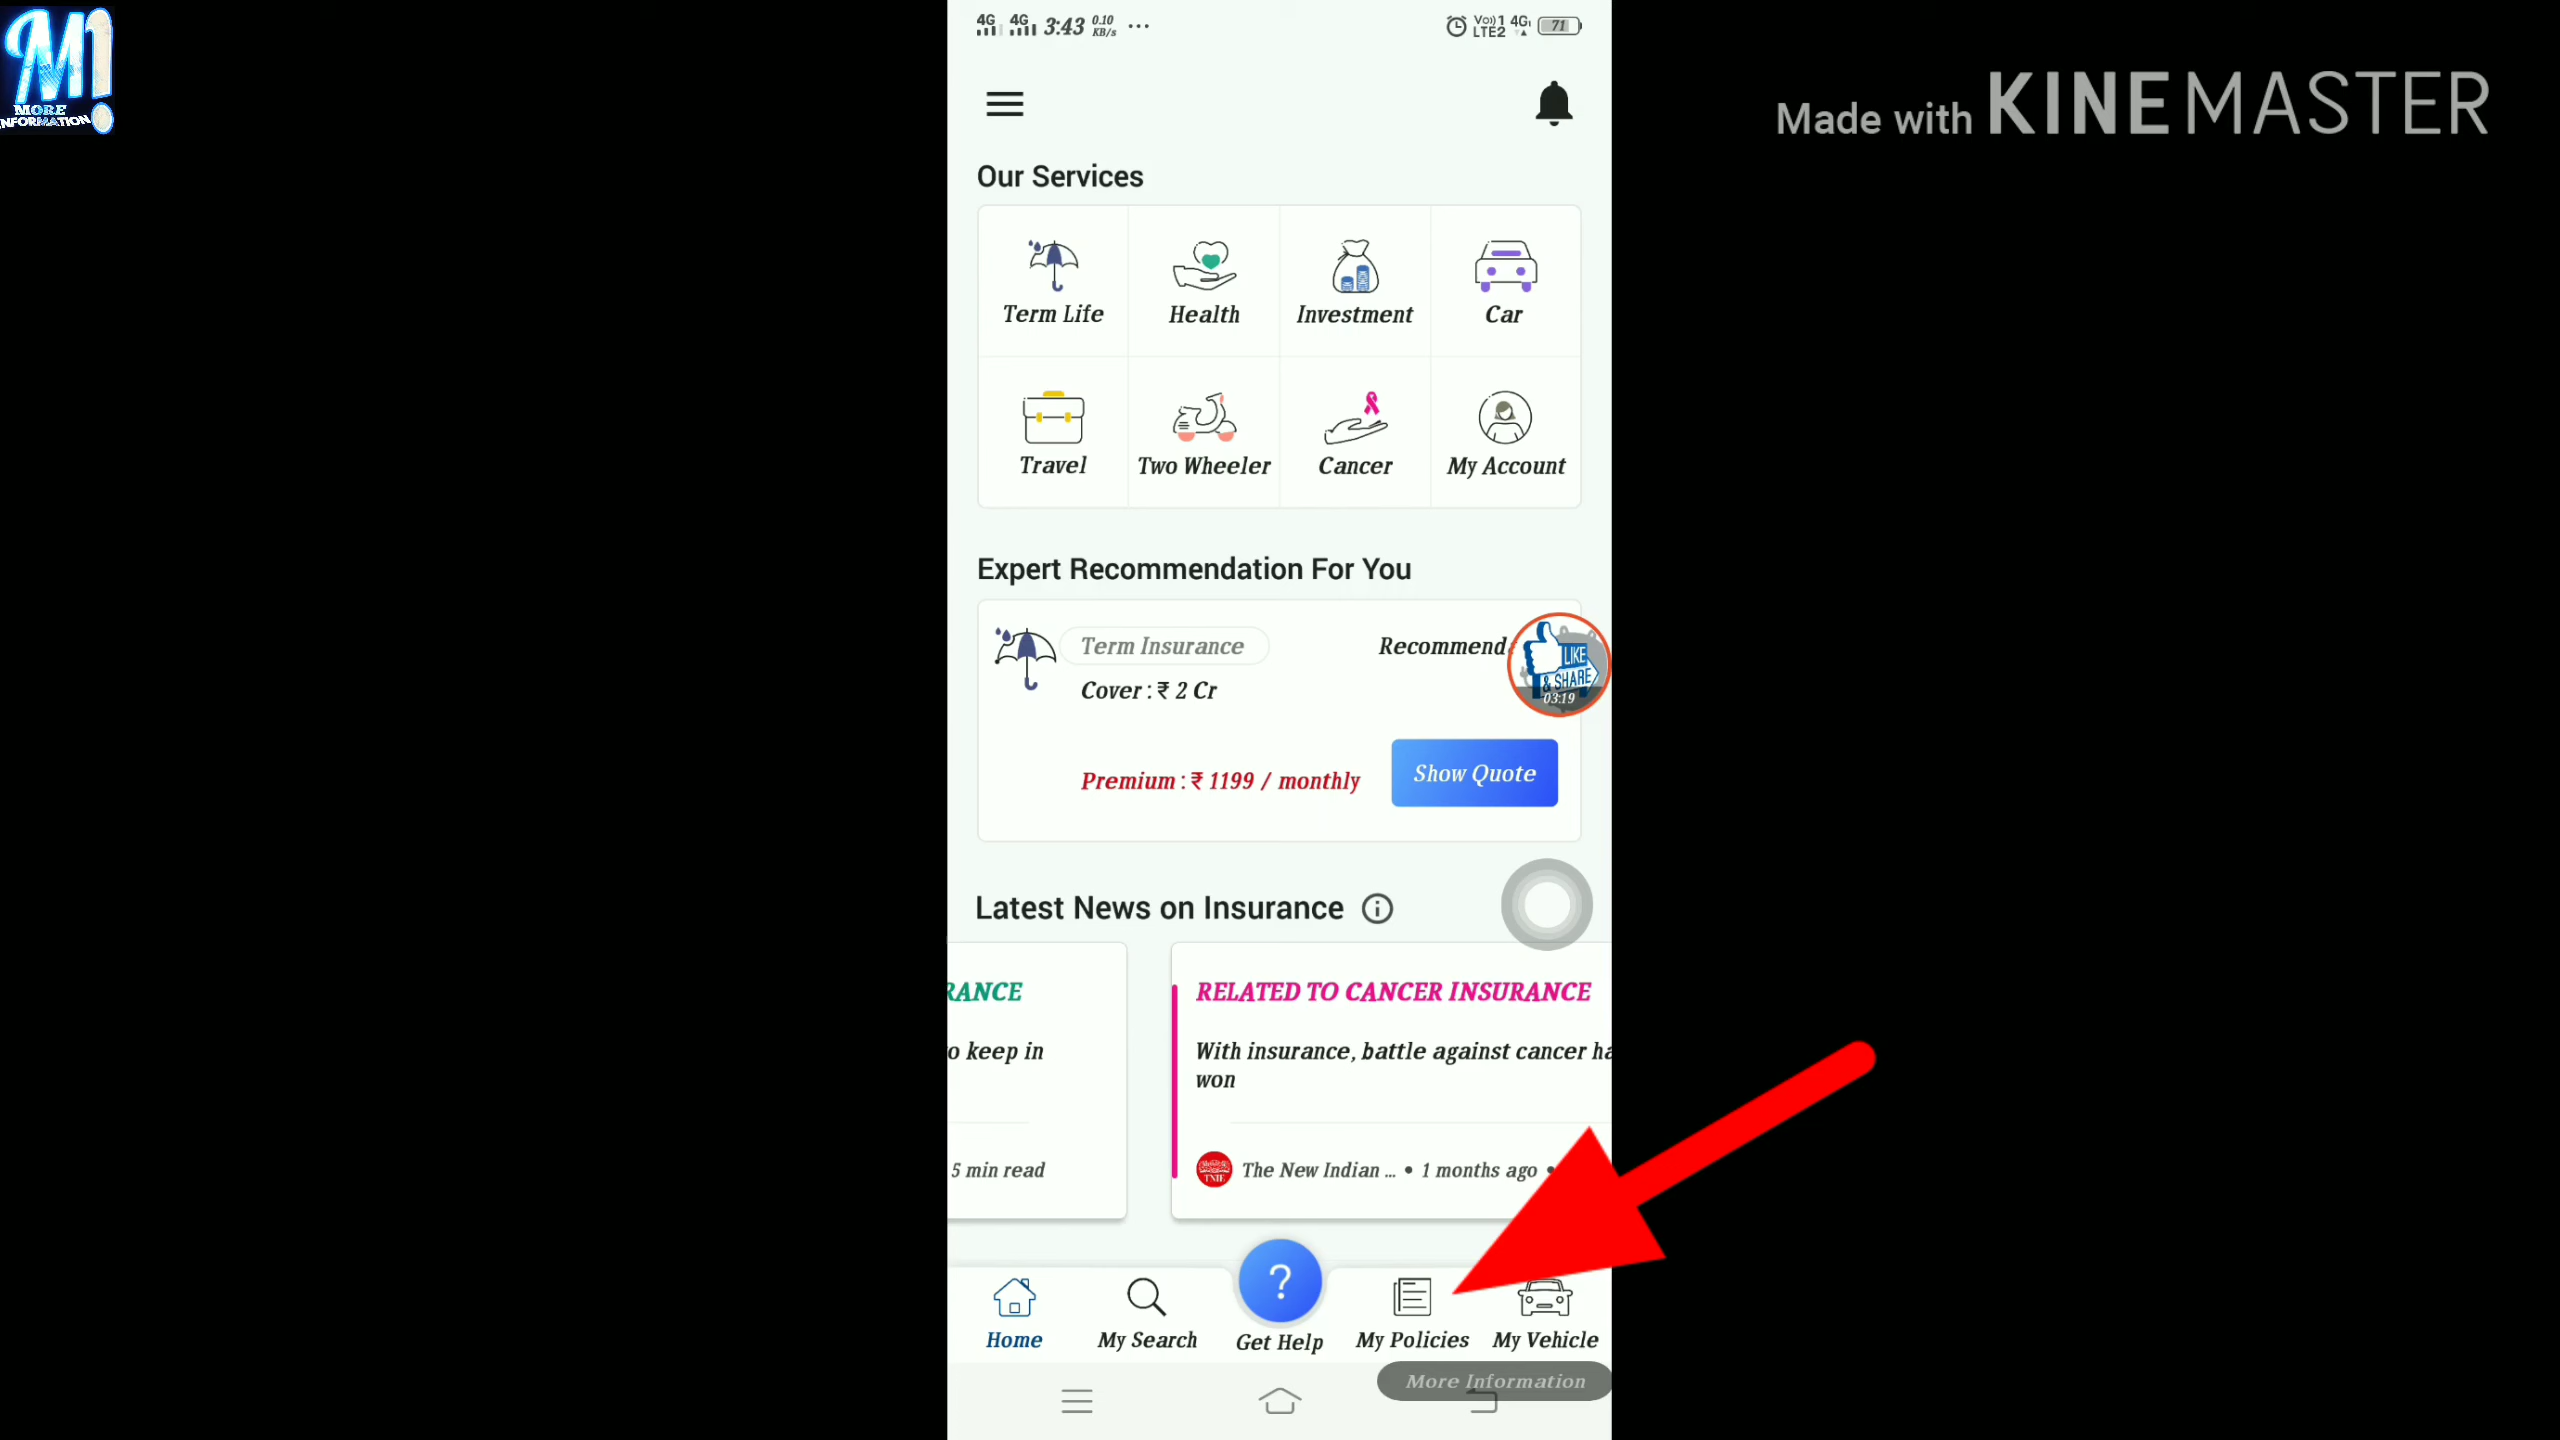 M!
MORE
INFORMATION
4G 4G 3:43 0.10 KB/s ...
Vo)) 1 LTE2 4G 71
Made with KINEMASTER
Our Services
Term Life Health Investment Car
Travel Two Wheeler Cancer My Account
Expert Recommendation For You
Term Insurance Recommend
LIKE
& SHARE
03:19
Cover : ₹ 2 Cr
Premium : ₹ 1199 / monthly Show Quote
Latest News on Insurance
RANCE
o keep in
5 min read
RELATED TO CANCER INSURANCE
With insurance, battle against cancer ha
won
TNIE
The New Indian ... • 1 months ago •
?
Home My Search Get Help My Policies My Vehicle
More Information